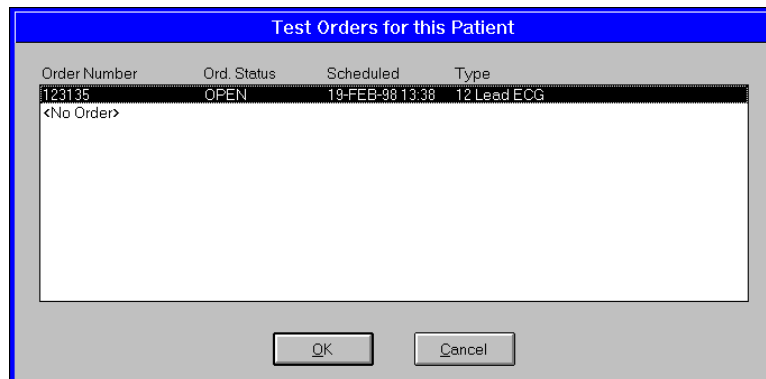 Test Orders for this Patient
Order Number Ord. Status Scheduled Type
123135 OPEN 19-FEB-98 13:38 12 Lead ECG
<No Order>
OK Cancel